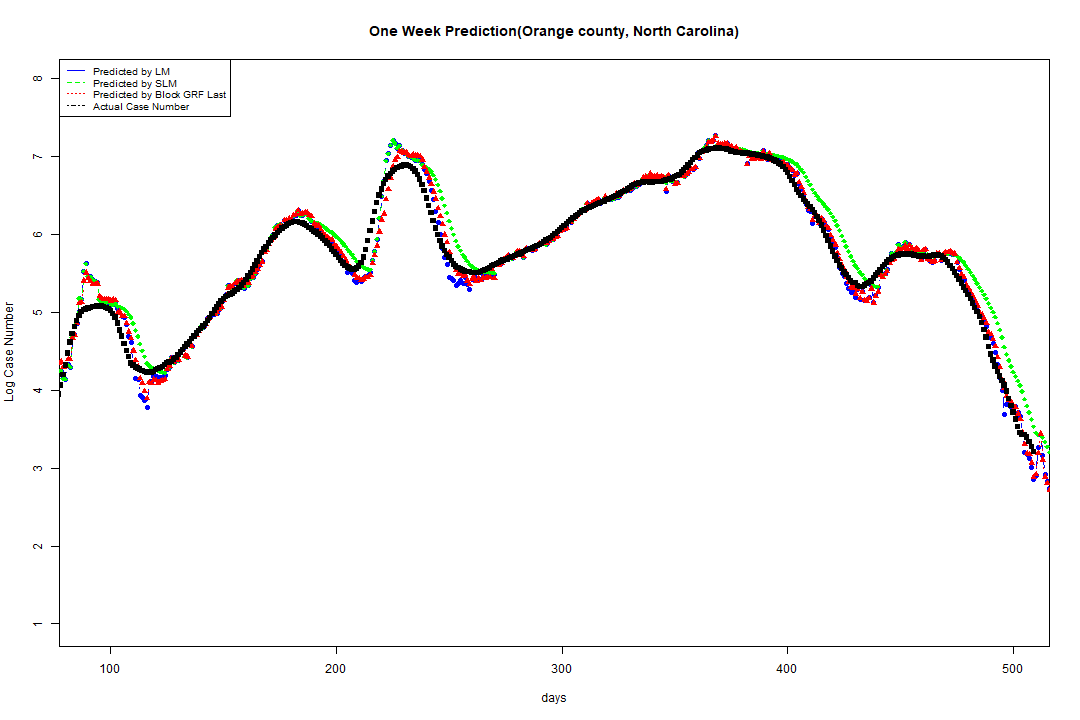 One Week Prediction(Orange county, North Carolina)
Predicted by LM
Predicted by SLM
Predicted by Block GRF Last
Actual Case Number
Log Case Number
8
7
6
5
4
3
2
1
100 200 300 400 500
days